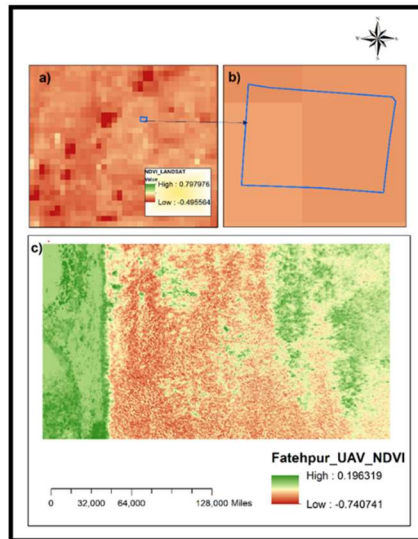 N
W
E
S
a)
b)
NDVI_LANDSAT
Value
High : 0.797976
Low : -0.495564
c)
Fatehpur_UAV_NDVI
High : 0.196319
Low : -0.740741
0 32,000 64,000 128,000 Miles